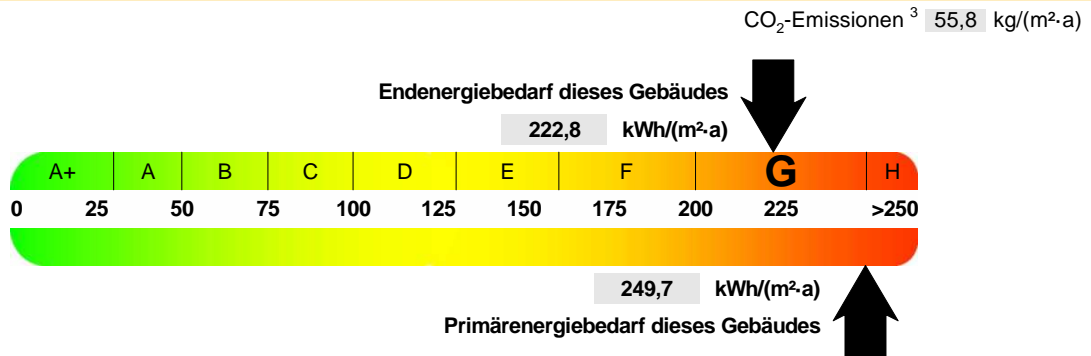 CO₂-Emissionen ³ 55,8 kg/(m²·a)
Endenergiebedarf dieses Gebäudes
222,8 kWh/(m²·a)
A+ A B C D E F G H
0 25 50 75 100 125 150 175 200 225 >250
249,7 kWh/(m²·a)
Primärenergiebedarf dieses Gebäudes